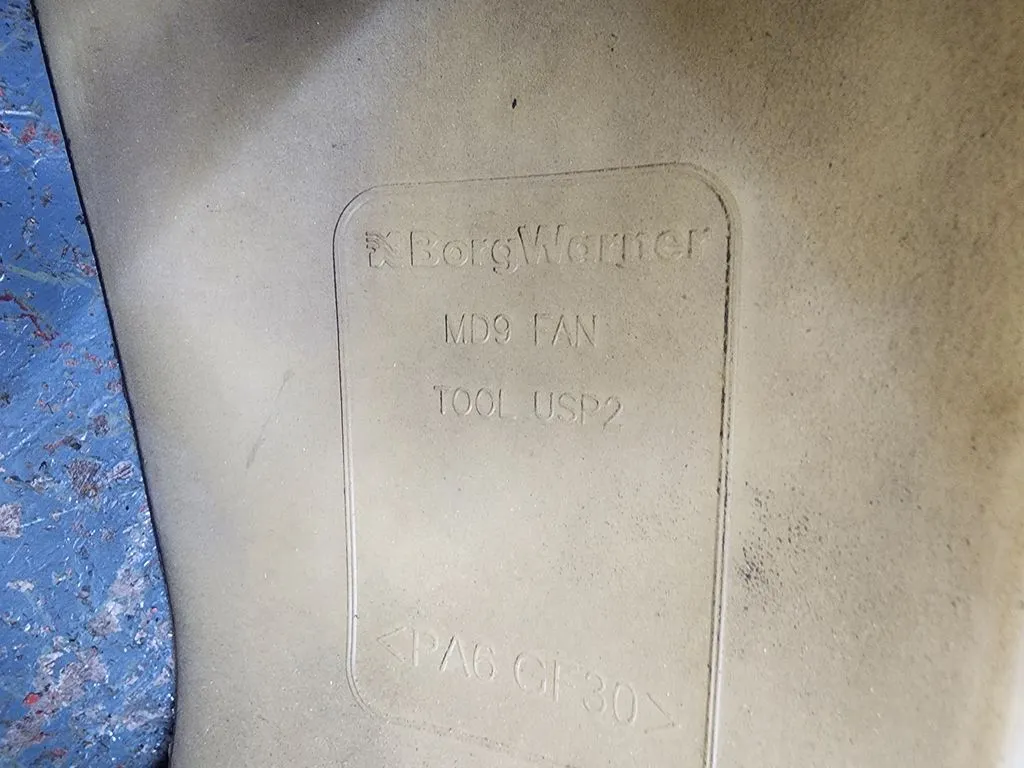 BorgWarner
MD9 FAN
TOOL USP2
<PA6 GF30>